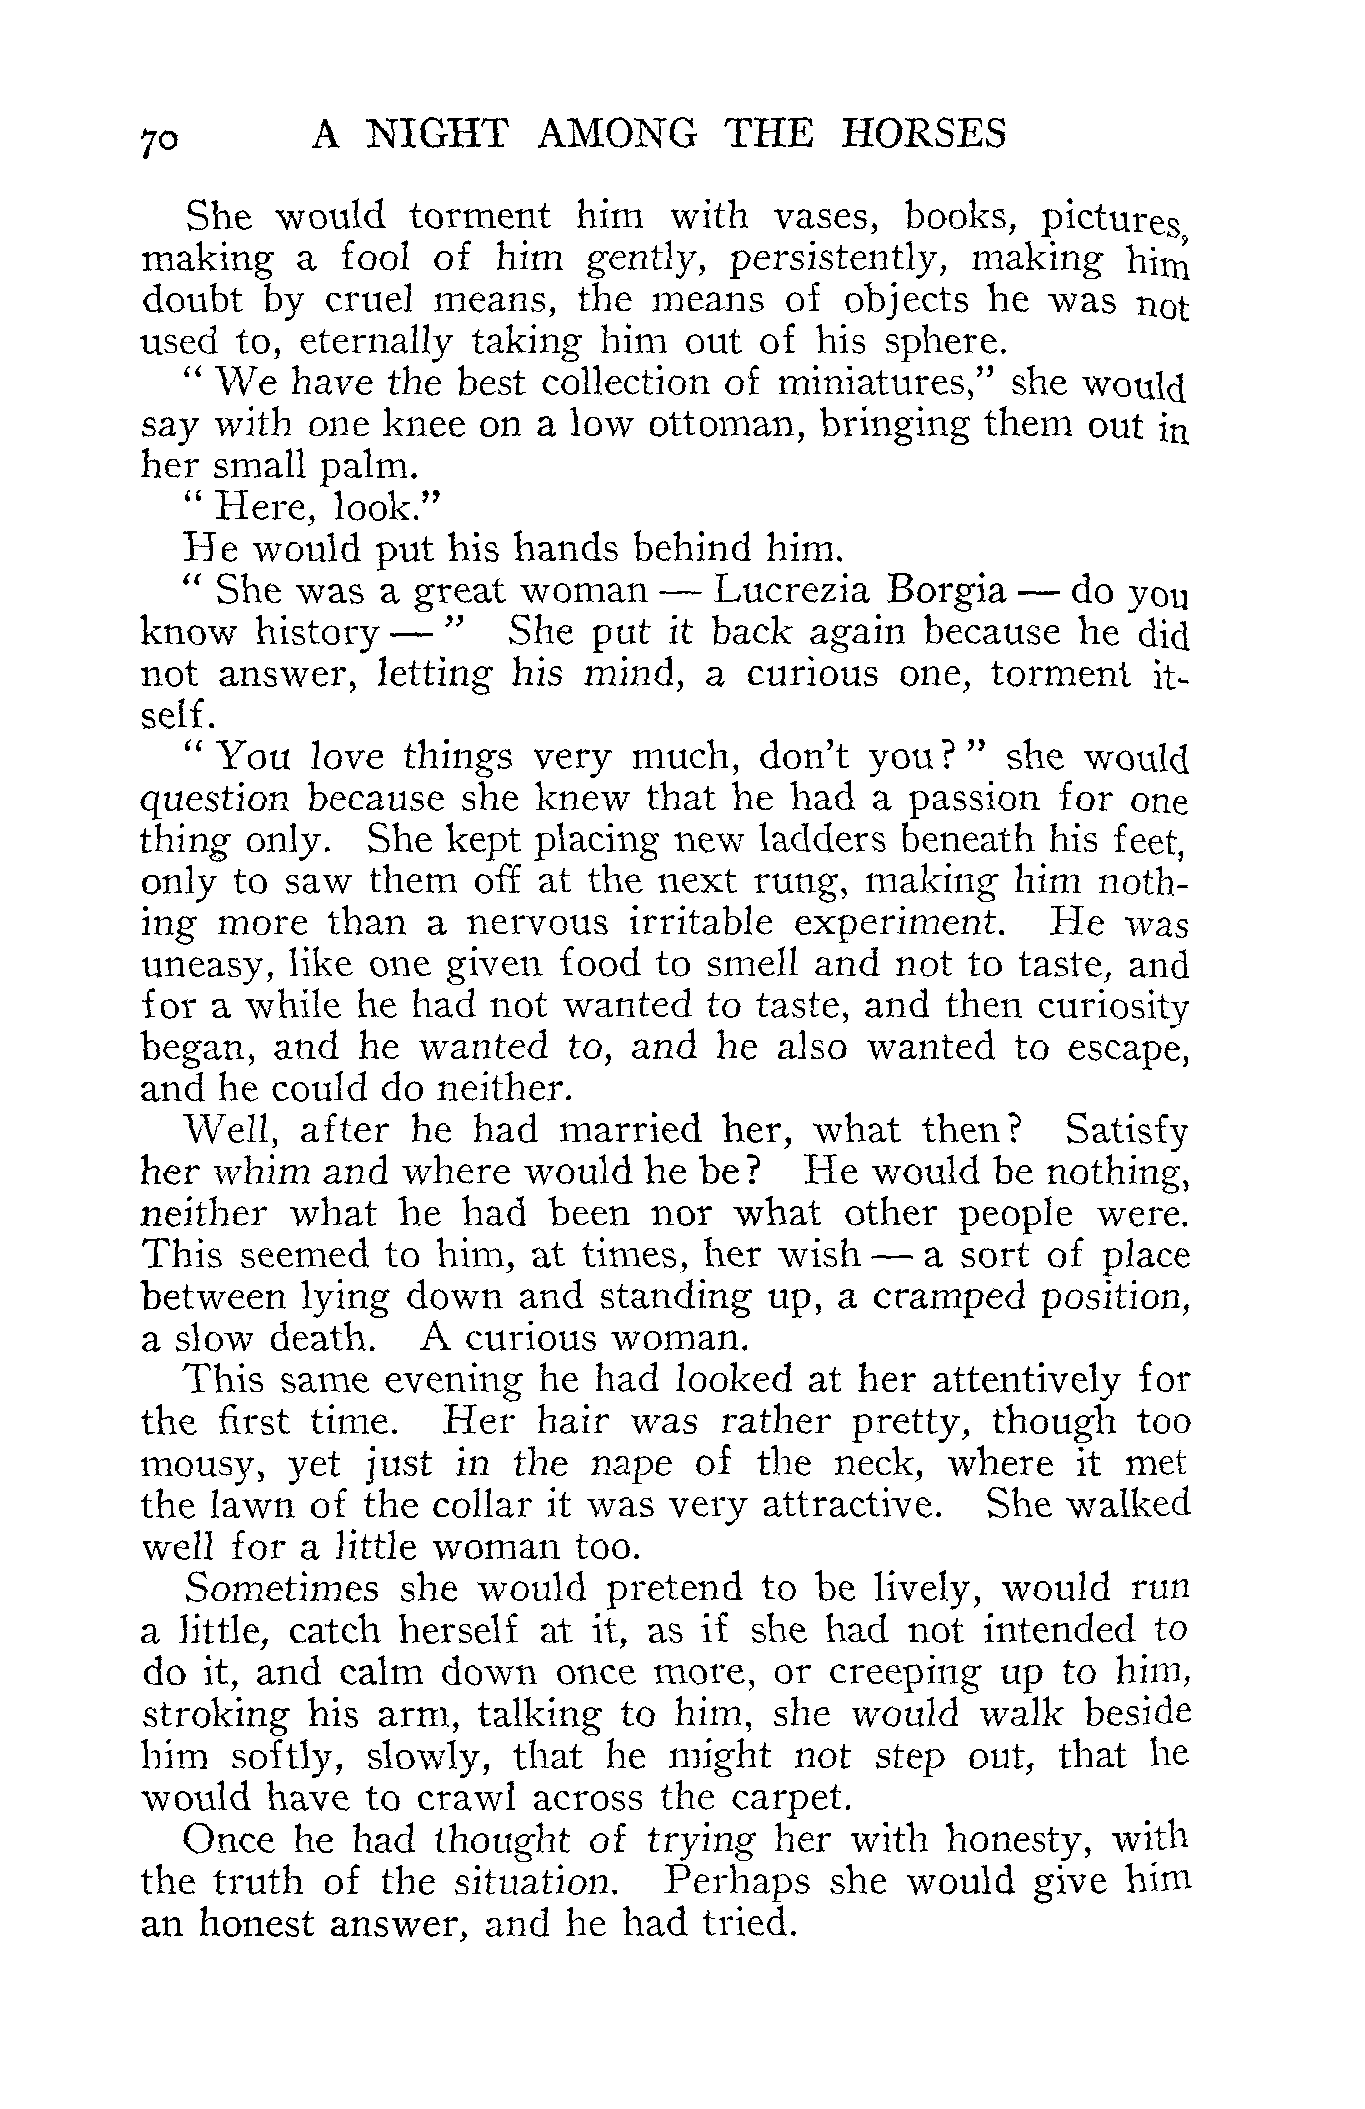 70 A NIGHT AMONG THE HORSES
She would torment him with vases, books, pictures,
making a fool of him gently, persistently, making him
doubt by cruel means, the means of objects he was not
used to, eternally taking him out of his sphere.
" We have the best collection of miniatures," she would
say with one knee on a low ottoman, bringing them out in
her small palm.
" Here, look."
He would put his hands behind him.
" She was a great woman — Lucrezia Borgia — do you
know history — " She put it back again because he did
not answer, letting his mind, a curious one, torment it-
self.
" You love things very much, don't you? " she would
question because she knew that he had a passion for one
thing only. She kept placing new ladders beneath his feet,
only to saw them off at the next rung, making him noth-
ing more than a nervous irritable experiment. He was
uneasy, like one given food to smell and not to taste, and
for a while he had not wanted to taste, and then curiosity
began, and he wanted to, and he also wanted to escape,
and he could do neither.
Well, after he had married her, what then? Satisfy
her whim and where would he be? He would be nothing,
neither what he had been nor what other people were.
This seemed to him, at times, her wish — a sort of place
between lying down and standing up, a cramped position,
a slow death. A curious woman.
This same evening he had looked at her attentively for
the first time. Her hair was rather pretty, though too
mousy, yet just in the nape of the neck, where it met
the lawn of the collar it was very attractive. She walked
well for a little woman too.
Sometimes she would pretend to be lively, would run
a little, catch herself at it, as if she had not intended to
do it, and calm down once more, or creeping up to him,
stroking his arm, talking to him, she would walk beside
him softly, slowly, that he might not step out, that he
would have to crawl across the carpet.
Once he had thought of trying her with honesty, with
the truth of the situation. Perhaps she would give him
an honest answer, and he had tried.